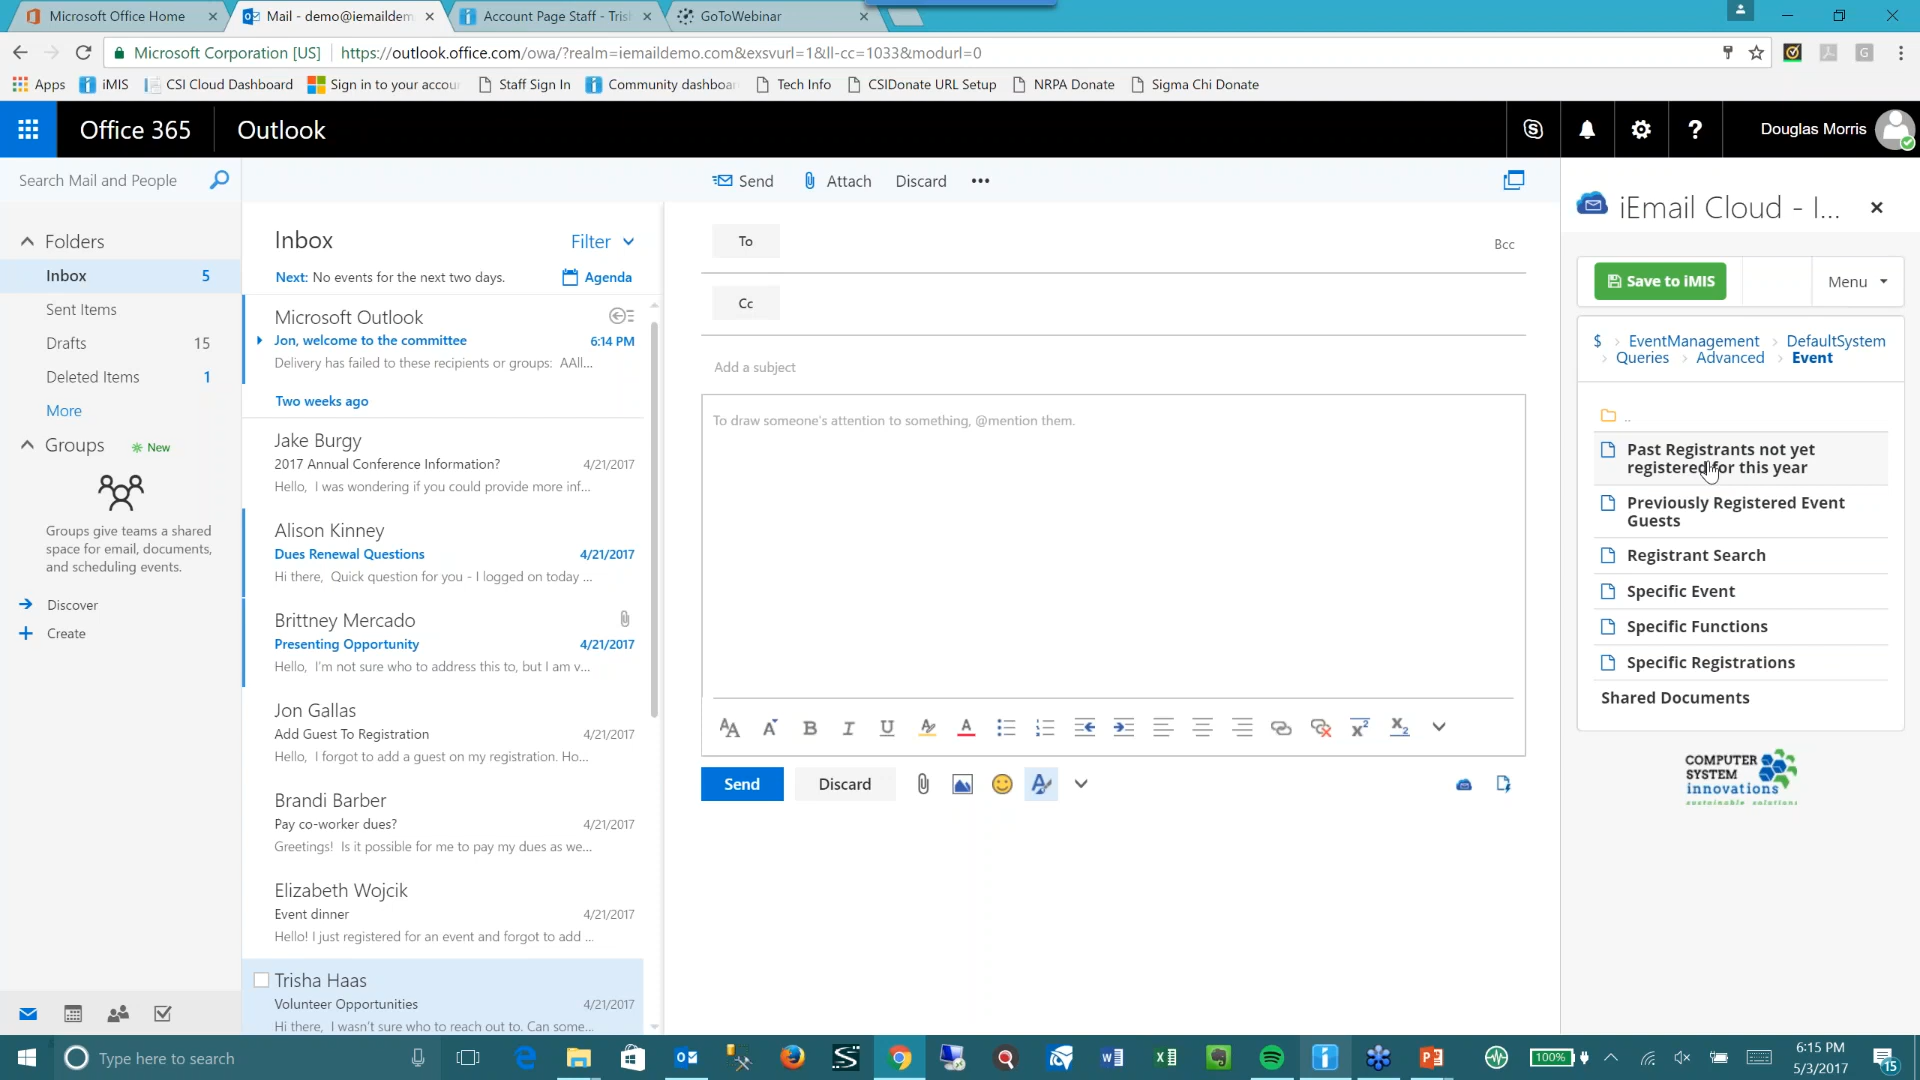 Microsoft Office Home
Mail - demo@iemaildem
Account Page Staff - Tris
GoToWebinar
Microsoft Corporation [US]
https://outlook.office.com/owa/?realm=iemaildemo.com&exsvurl=1&ll-cc=1033&modurl=0
Apps
iMIS
CSI Cloud Dashboard
Sign in to your accour
Staff Sign In
Community dashboar
Tech Info
CSIDonate URL Setup
NRPA Donate
Sigma Chi Donate
Office 365
Outlook
Douglas Morris
Search Mail and People
Send
Attach
Discard
Folders
Inbox 5
Sent Items
Drafts 15
Deleted Items 1
More
Groups
New
Groups give teams a shared
space for email, documents,
and scheduling events.
Discover
Create
Inbox
Filter
Next: No events for the next two days.
Agenda
Microsoft Outlook
Jon, welcome to the committee 6:14 PM
Delivery has failed to these recipients or groups: AAll...
Two weeks ago
Jake Burgy
2017 Annual Conference Information? 4/21/2017
Hello, I was wondering if you could provide more inf...
Alison Kinney
Dues Renewal Questions 4/21/2017
Hi there, Quick question for you - I logged on today ...
Brittney Mercado
Presenting Opportunity 4/21/2017
Hello, I'm not sure who to address this to, but I am v...
Jon Gallas
Add Guest To Registration 4/21/2017
Hello, I forgot to add a guest on my registration. Ho...
Brandi Barber
Pay co-worker dues? 4/21/2017
Greetings! Is it possible for me to pay my dues as we...
Elizabeth Wojcik
Event dinner 4/21/2017
Hello! I just registered for an event and forgot to add ...
Trisha Haas
Volunteer Opportunities 4/21/2017
Hi there, I wasn't sure who to reach out to. Can some...
To
Bcc
Cc
Add a subject
To draw someone's attention to something, @mention them.
Send
Discard
iEmail Cloud - I...
Save to iMIS
Menu
$ > EventManagement > DefaultSystem
> Queries > Advanced > Event
..
Past Registrants not yet
registered for this year
Previously Registered Event
Guests
Registrant Search
Specific Event
Specific Functions
Specific Registrations
Shared Documents
COMPUTER
SYSTEM
innovations
sustainable solutions
Type here to search
100%
6:15 PM
5/3/2017
15